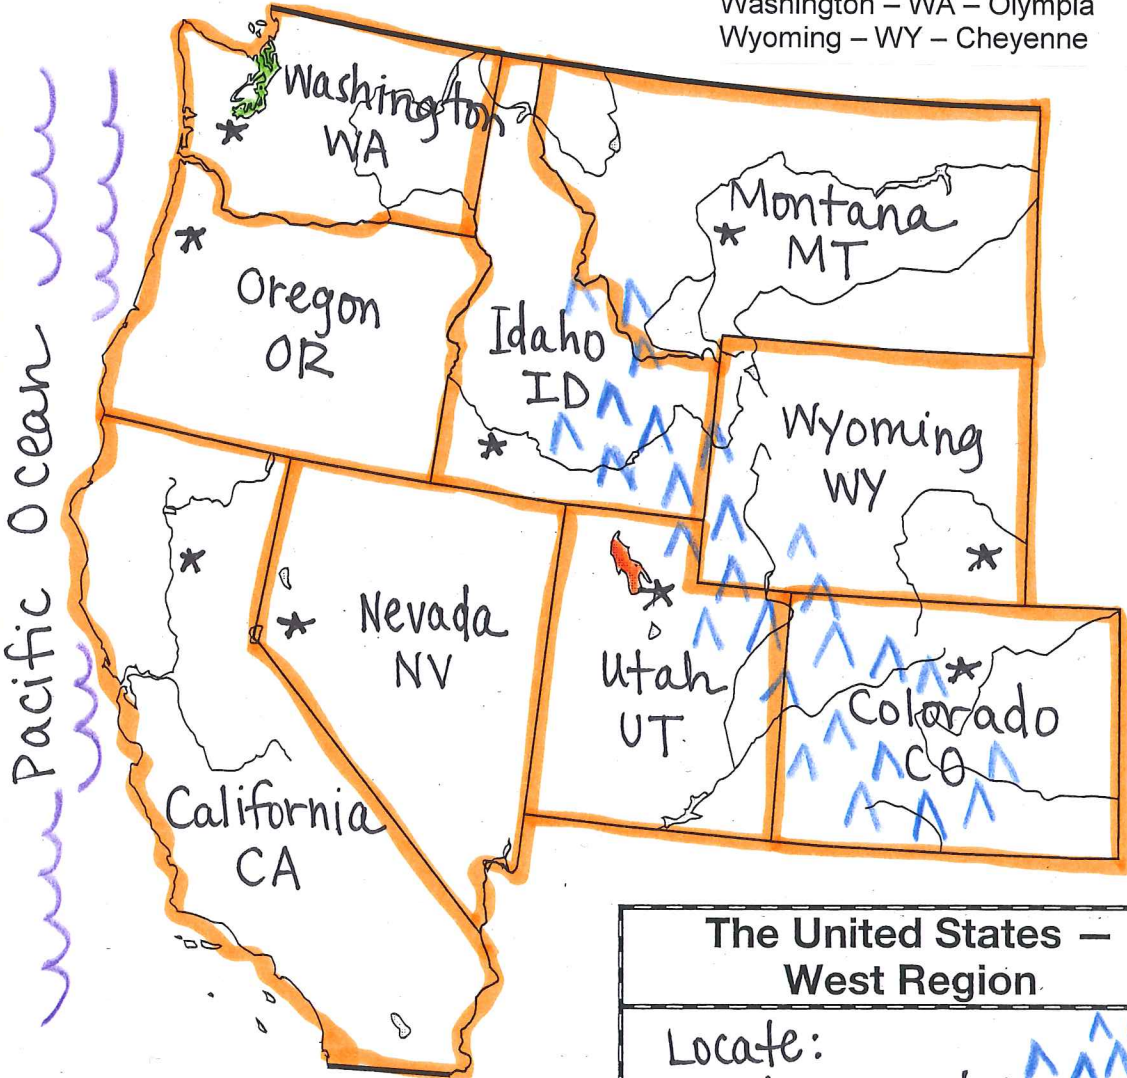 Washington – WA – Olympia
Wyoming – WY – Cheyenne
Washington
WA
Montana
MT
Oregon
OR
Idaho
ID
Wyoming
WY
Pacific Ocean
Nevada
NV
Utah
UT
Colorado
CO
California
CA
The United States —
West Region
Locate: